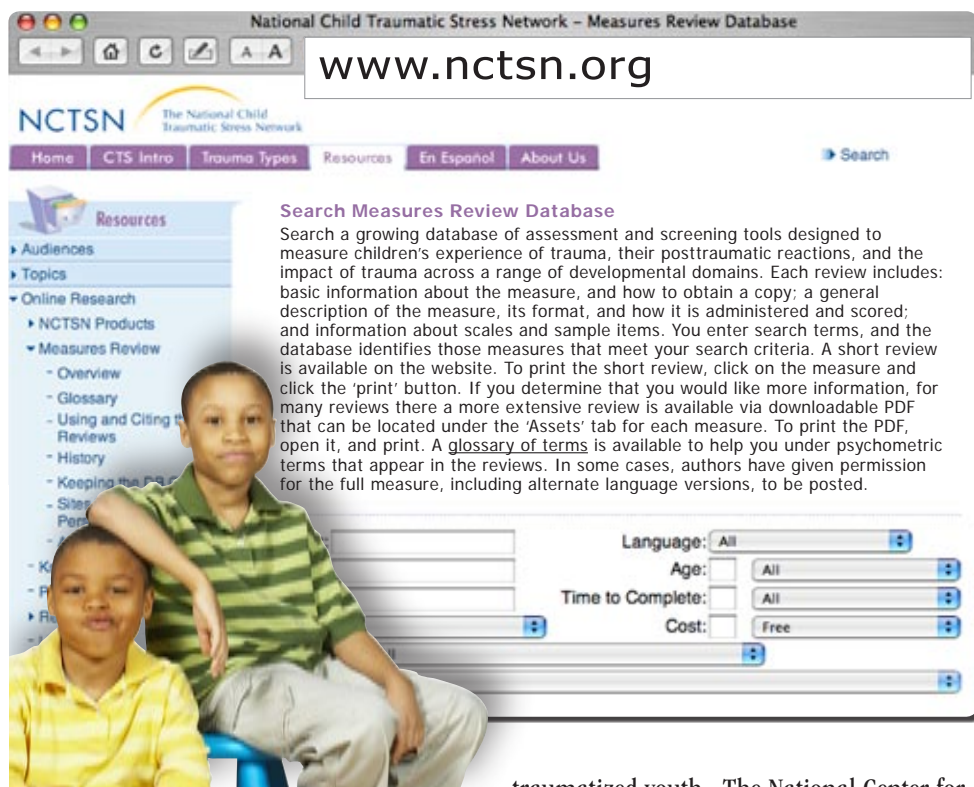 National Child Traumatic Stress Network – Measures Review Database
A A
www.nctsn.org
NCTSN
The National Child
Traumatic Stress Network
Home CTS Intro Trauma Types Resources En Español About Us
Search
Resources
Audiences
Topics
Online Research
NCTSN Products
Measures Review
- Overview
- Glossary
- Using and Citing
Reviews
- History
- Keeping the
- Sites
Search Measures Review Database
Search a growing database of assessment and screening tools designed to
measure children's experience of trauma, their posttraumatic reactions, and the
impact of trauma across a range of developmental domains. Each review includes:
basic information about the measure, and how to obtain a copy; a general
description of the measure, its format, and how it is administered and scored;
and information about scales and sample items. You enter search terms, and the
database identifies those measures that meet your search criteria. A short review
is available on the website. To print the short review, click on the measure and
click the 'print' button. If you determine that you would like more information, for
many reviews there a more extensive review is available via downloadable PDF
that can be located under the 'Assets' tab for each measure. To print the PDF,
open it, and print. A glossary of terms is available to help you under psychometric
terms that appear in the reviews. In some cases, authors have given permission
for the full measure, including alternate language versions, to be posted.
Language: All
Age: All
Time to Complete: All
Cost: Free
traumatized youth. The National Center for